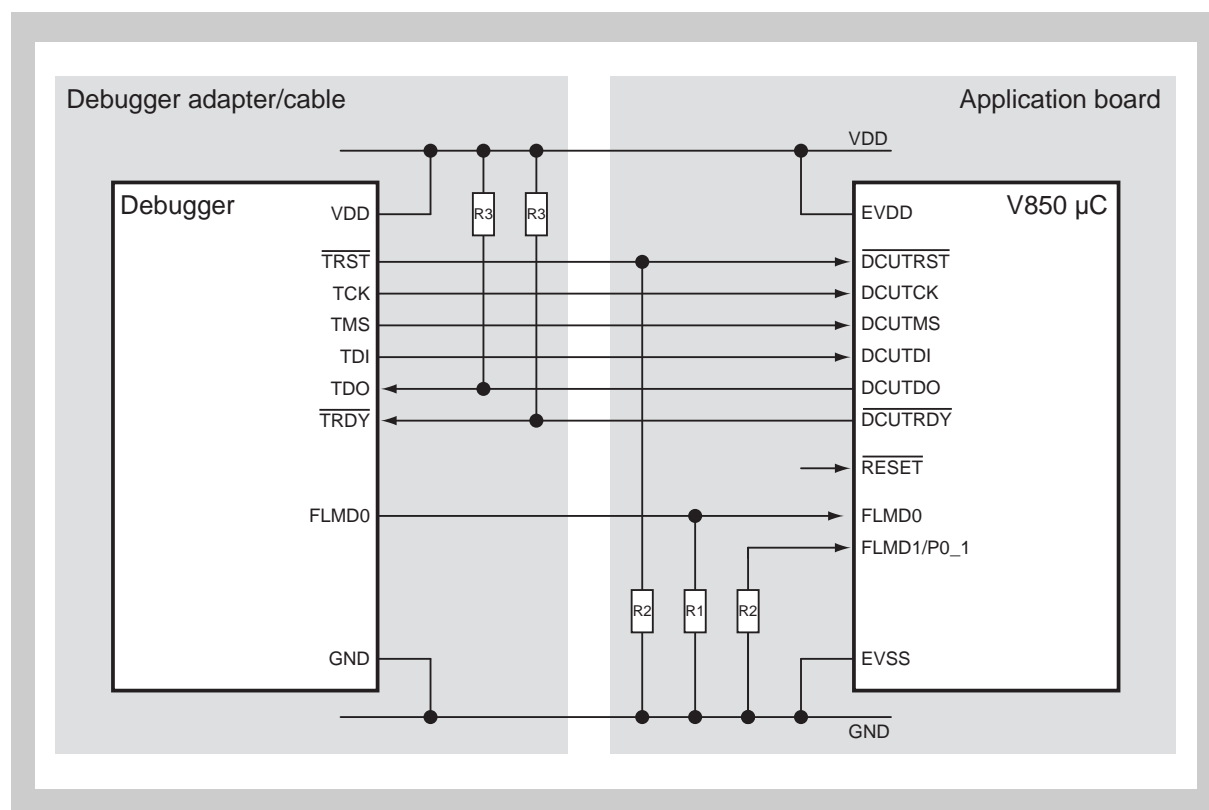 Debugger adapter/cable
Application board
VDD
Debugger
V850 µC
VDD
R3
R3
EVDD
TRST
DCUTRST
TCK
DCUTCK
TMS
DCUTMS
TDI
DCUTDI
TDO
DCUTDO
TRDY
DCUTRDY
RESET
FLMD0
FLMD0
FLMD1/P0_1
R2
R1
R2
GND
EVSS
GND